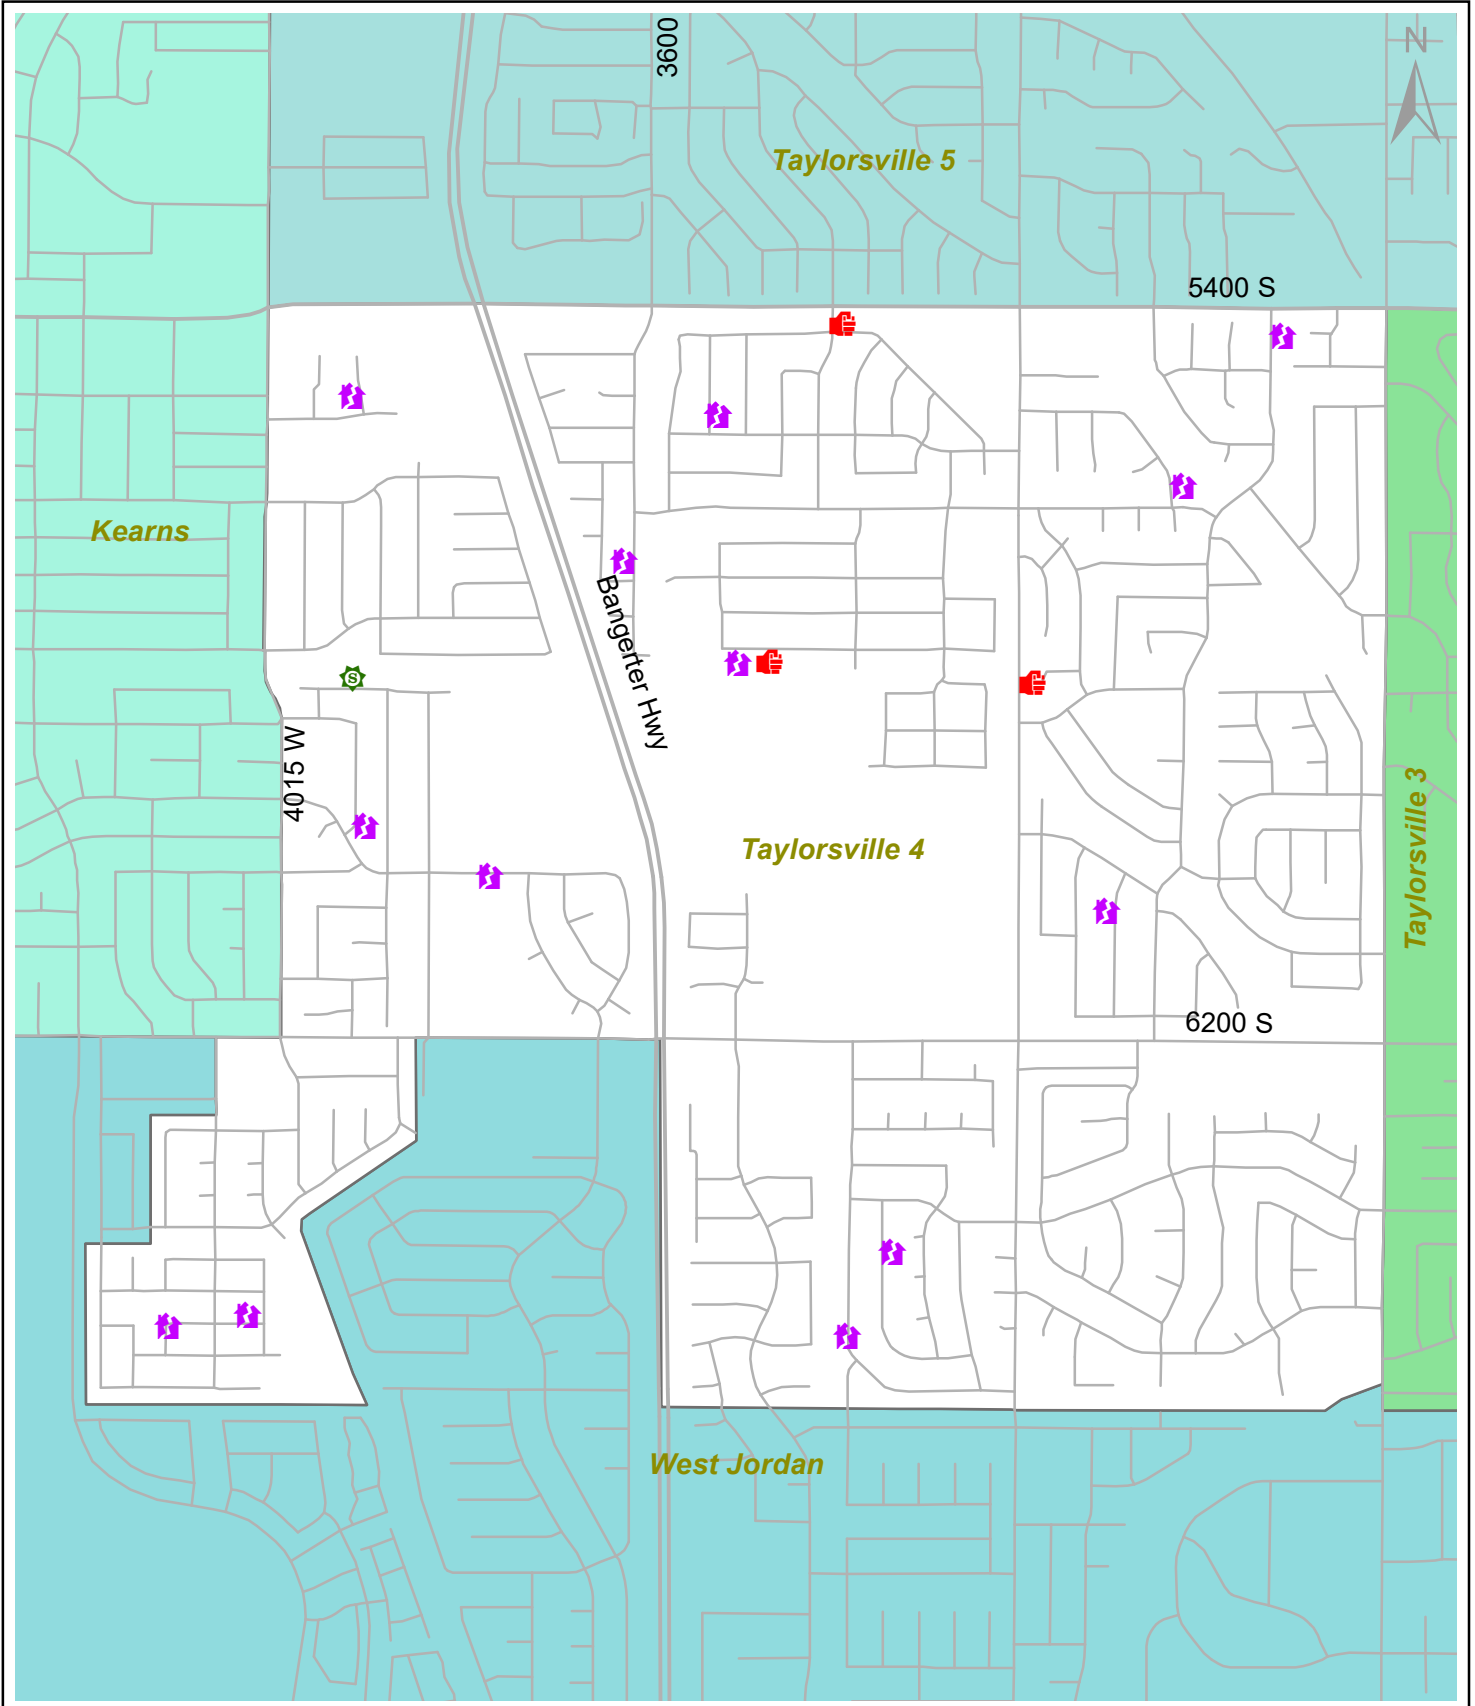 3600
N
Taylorsville 5
5400 S
Kearns
Bangerter Hwy
S
4015 W
Taylorsville 4
Taylorsville 3
6200 S
West Jordan